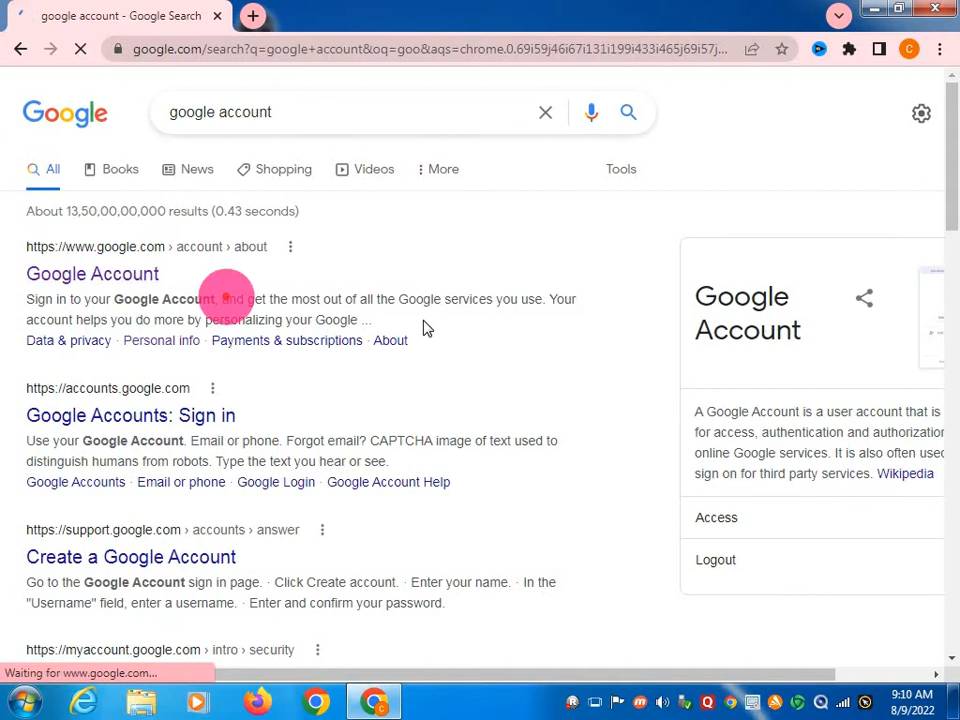 google account - Google Search
google.com/search?q=google+account&oq=goo&aqs=chrome.0.69i59j46i67i131i199i433i465j69i57j...
C
Google
google account
All
Books
News
Shopping
Videos
More
Tools
About 13,50,00,00,000 results (0.43 seconds)
https://www.google.com › account › about
Google Account
Sign in to your Google Account, and get the most out of all the Google services you use. Your
account helps you do more by personalizing your Google ...
Data & privacy · Personal info · Payments & subscriptions · About
https://accounts.google.com
Google Accounts: Sign in
Use your Google Account. Email or phone. Forgot email? CAPTCHA image of text used to
distinguish humans from robots. Type the text you hear or see.
Google Accounts · Email or phone · Google Login · Google Account Help
https://support.google.com › accounts › answer
Create a Google Account
Go to the Google Account sign in page. · Click Create account. · Enter your name. · In the
"Username" field, enter a username. · Enter and confirm your password.
https://myaccount.google.com › intro › security
Google
Account
A Google Account is a user account that is
for access, authentication and authorization
online Google services. It is also often used
sign on for third party services. Wikipedia
Access
Logout
Waiting for www.google.com...
9:10 AM
8/9/2022